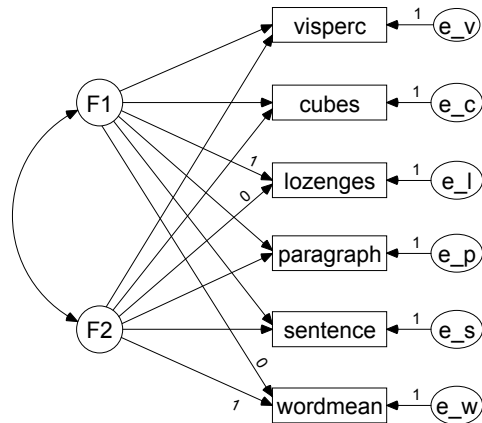 visperc 1 e_v
F1
cubes 1 e_c
1
lozenges 1 e_l
0
paragraph 1 e_p
F2
sentence 1 e_s
0
1
wordmean 1 e_w